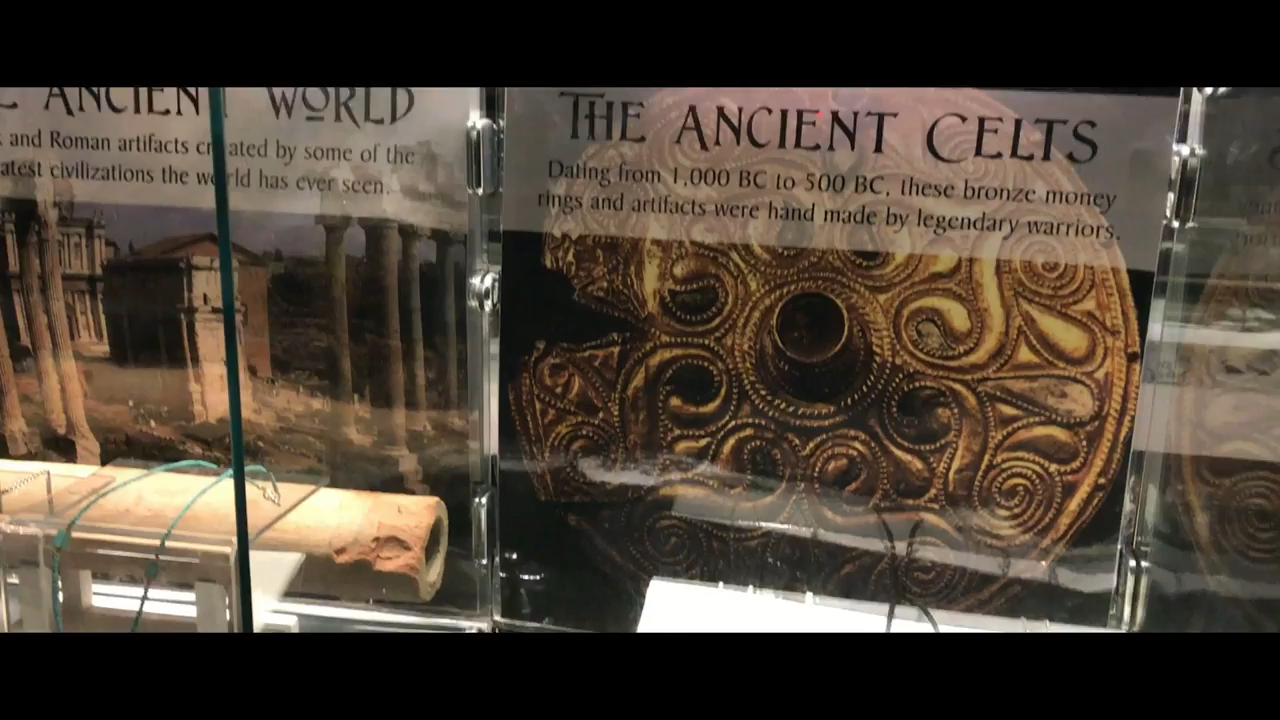 ANCIENT WORLD
and Roman artifacts created by some of the
atest civilizations the world has ever seen.
THE ANCIENT CELTS
Dating from 1,000 BC to 500 BC, these bronze money
rings and artifacts were hand made by legendary warriors.